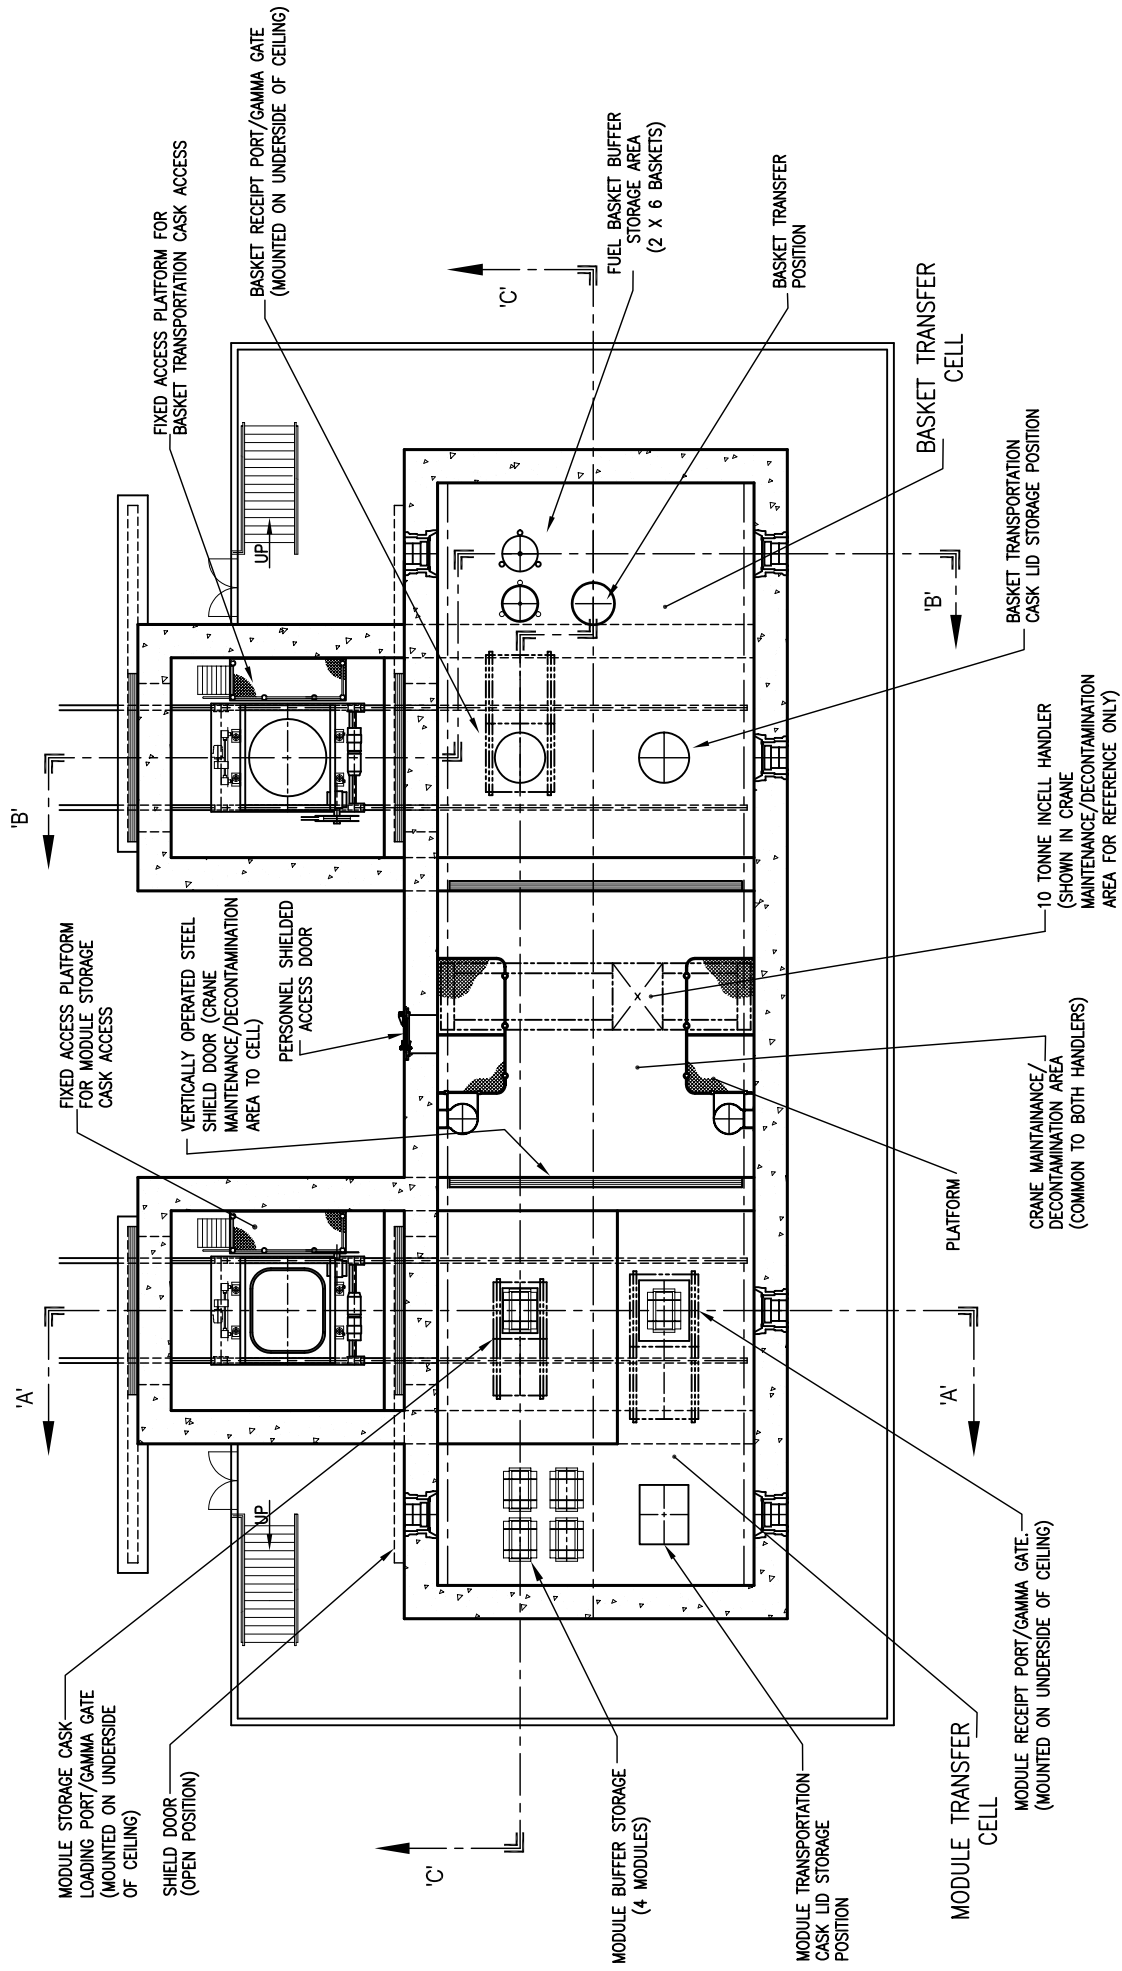 MODULE STORAGE CASK
LOADING PORT/GAMMA GATE
(MOUNTED ON UNDERSIDE
OF CEILING)
SHIELD DOOR
(OPEN POSITION)
'A'
FIXED ACCESS PLATFORM
FOR MODULE STORAGE
CASK ACCESS
VERTICALLY OPERATED STEEL
SHIELD DOOR (CRANE
MAINTENANCE/DECONTAMINATION
AREA TO CELL)
PERSONNEL SHIELDED
ACCESS DOOR
'B'
FIXED ACCESS PLATFORM FOR
BASKET TRANSPORTATION CASK ACCESS
BASKET RECEIPT PORT/GAMMA GATE
(MOUNTED ON UNDERSIDE OF CEILING)
UP
UP
'C'
'C'
X
FUEL BASKET BUFFER
STORAGE AREA
(2 X 6 BASKETS)
BASKET TRANSFER
POSITION
BASKET TRANSFER
CELL
'B'
BASKET TRANSPORTATION
CASK LID STORAGE POSITION
10 TONNE INCELL HANDLER
(SHOWN IN CRANE
MAINTENANCE/DECONTAMINATION
AREA FOR REFERENCE ONLY)
CRANE MAINTAINANCE/
DECONTAMINATION AREA
(COMMON TO BOTH HANDLERS)
PLATFORM
'A'
MODULE RECEIPT PORT/GAMMA GATE.
(MOUNTED ON UNDERSIDE OF CEILING)
MODULE TRANSFER
CELL
MODULE TRANSPORTATION
CASK LID STORAGE
POSITION
MODULE BUFFER STORAGE
(4 MODULES)